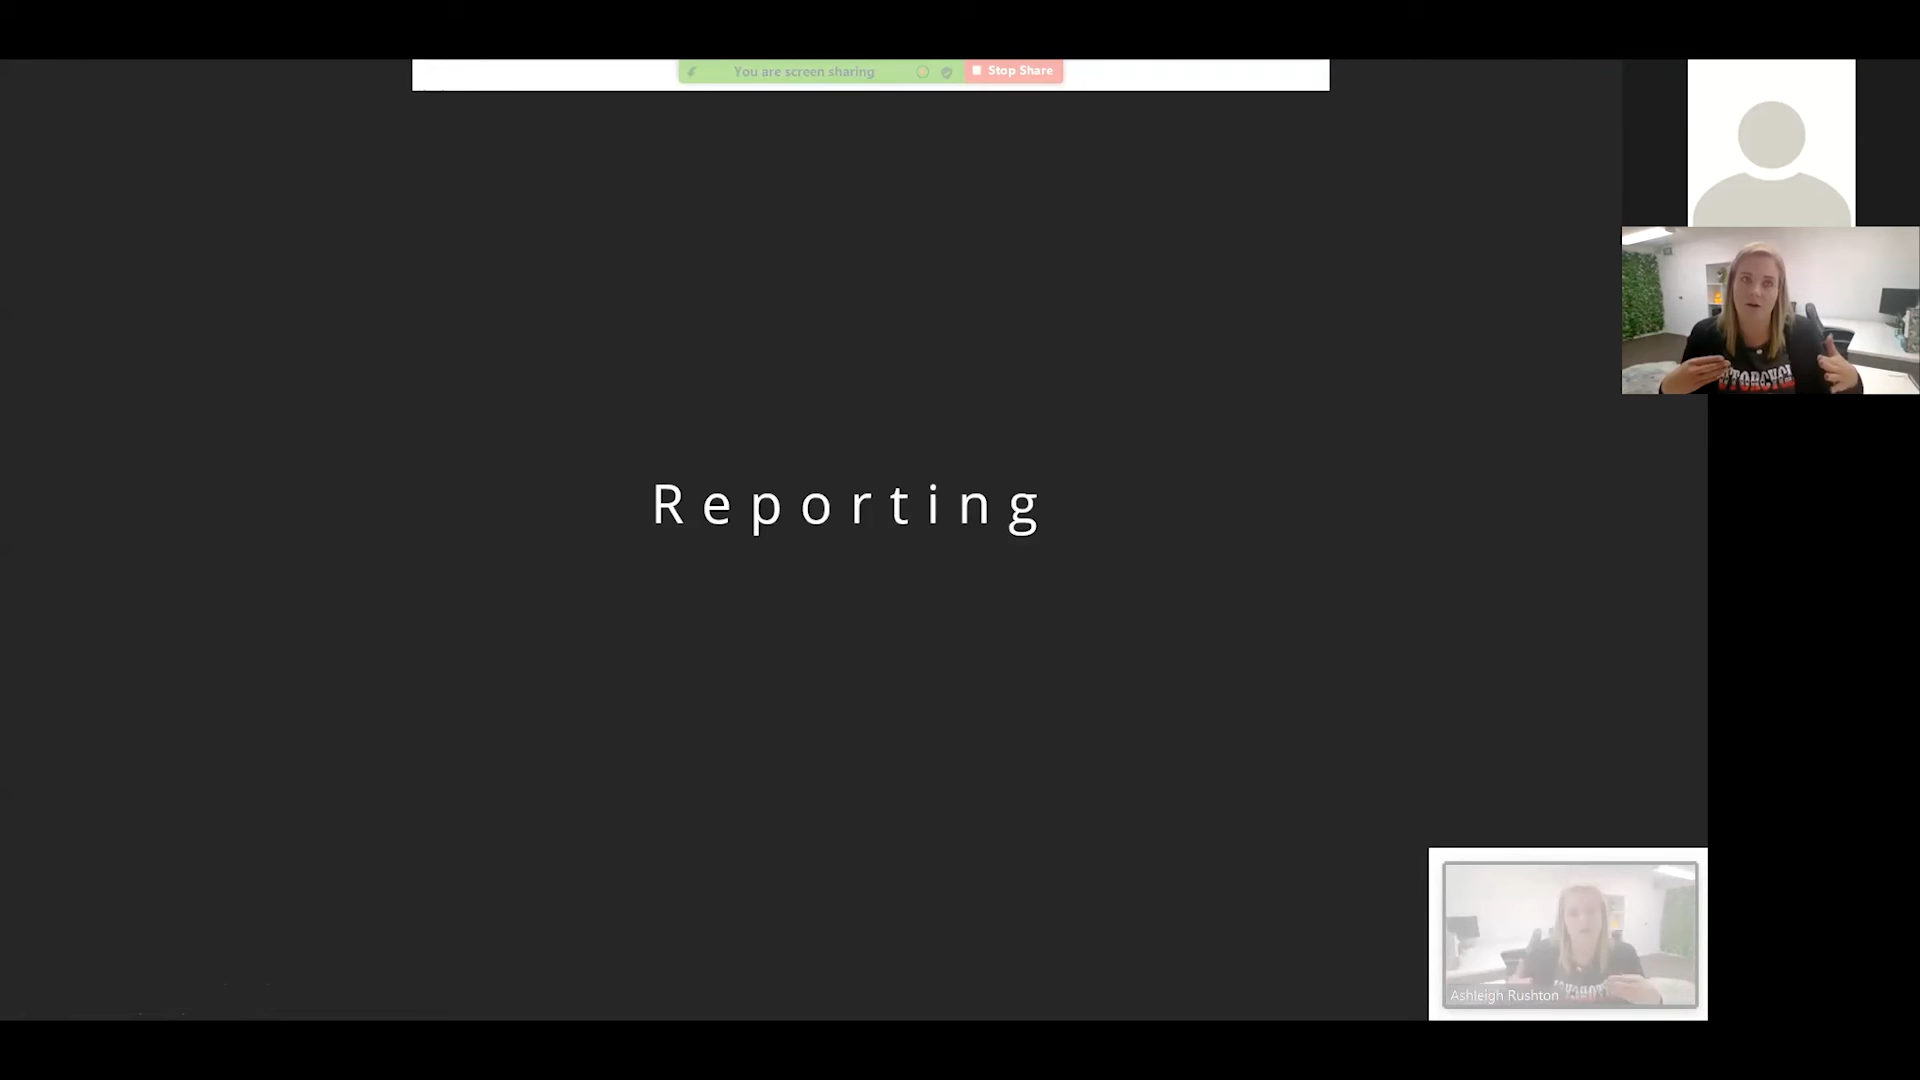 You are screen sharing
Stop Share
Reporting
Ashleigh Rushton